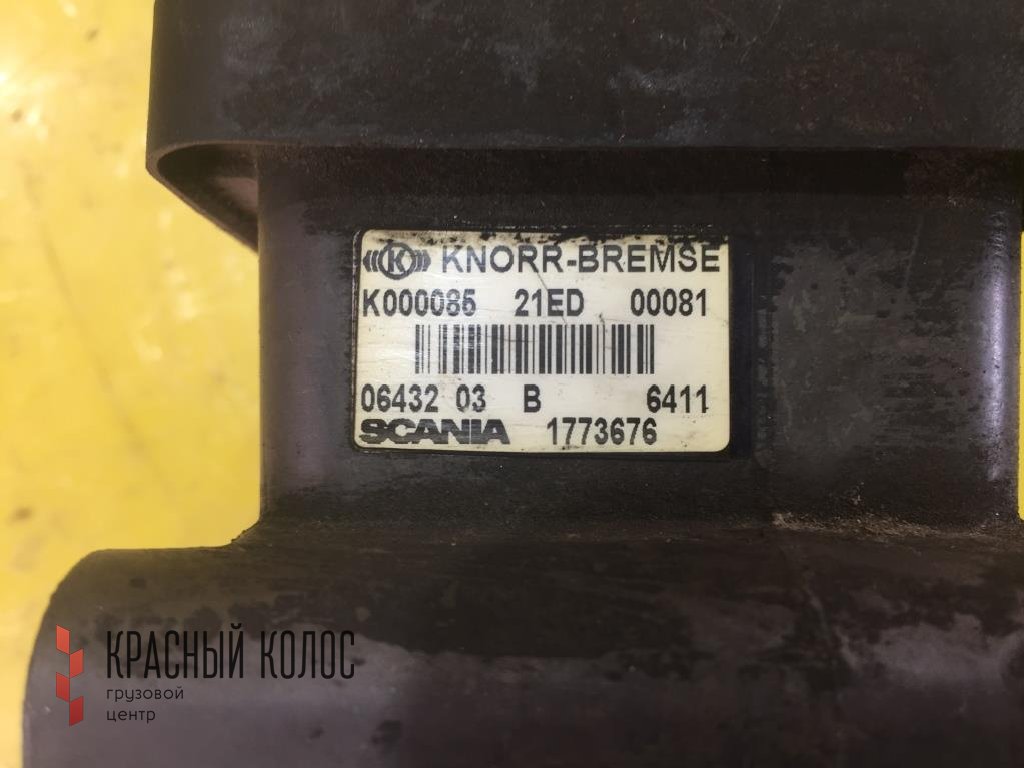 KNORR-BREMSE
K000085 21ED 00081
06432 03 B 6411
SCANIA 1773676
КРАСНЫЙ КОЛОС
грузовой
центр